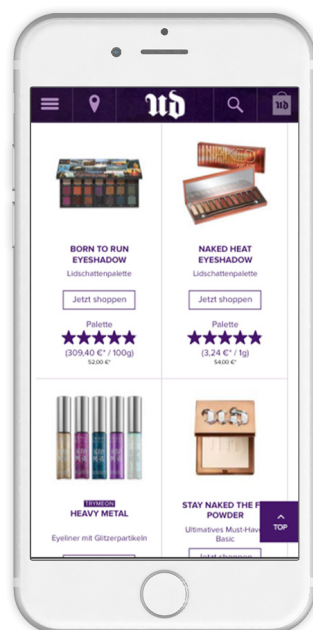 UD
UD
BORN TO RUN
EYESHADOW
Lidschattenpalette
Jetzt shoppen
Palette
(309,40 €* / 100g)
52,00 €*
NAKED HEAT
EYESHADOW
Lidschattenpalette
Jetzt shoppen
Palette
(3,24 €* / 1g)
54,00 €*
TRYMEON
HEAVY METAL
Eyeliner mit Glitzerpartikeln
STAY NAKED THE F
POWDER
Ultimatives Must-Have
Basic
Jetzt shoppen
TOP